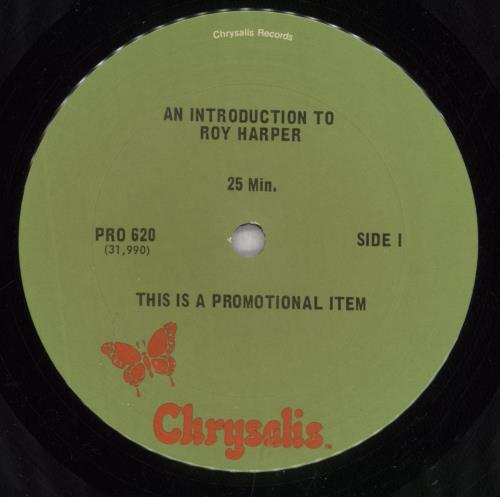 Chrysalis Records
AN INTRODUCTION TO
ROY HARPER
25 Min.
PRO 620
(31,990)
SIDE I
THIS IS A PROMOTIONAL ITEM
Chrysalis
TM